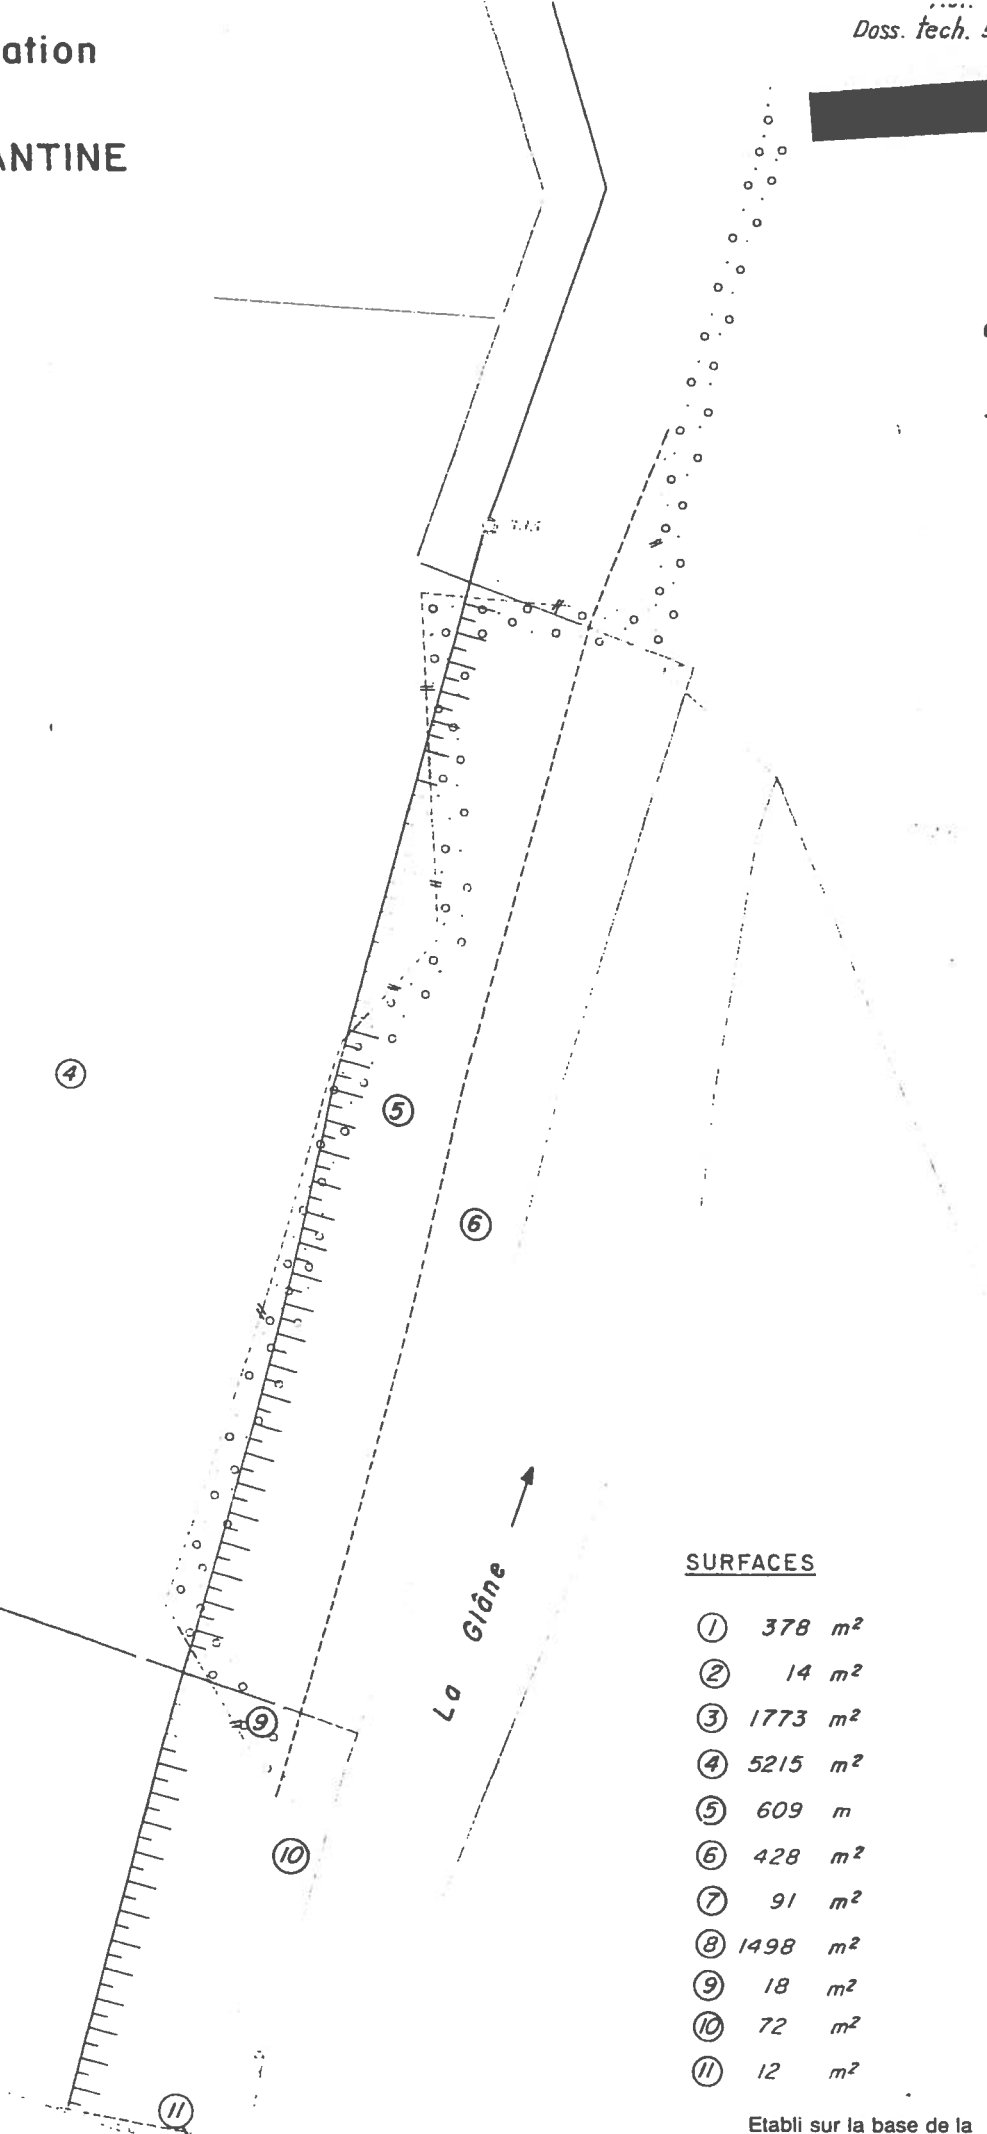 ation
ANTINE
Doss. tech.
4
5
6
La Glâne
9
10
11
SURFACES
1 378 m²
2 14 m²
3 1773 m²
4 5215 m²
5 609 m
6 428 m²
7 91 m²
8 1498 m²
9 18 m²
10 72 m²
11 12 m²
Etabli sur la base de la